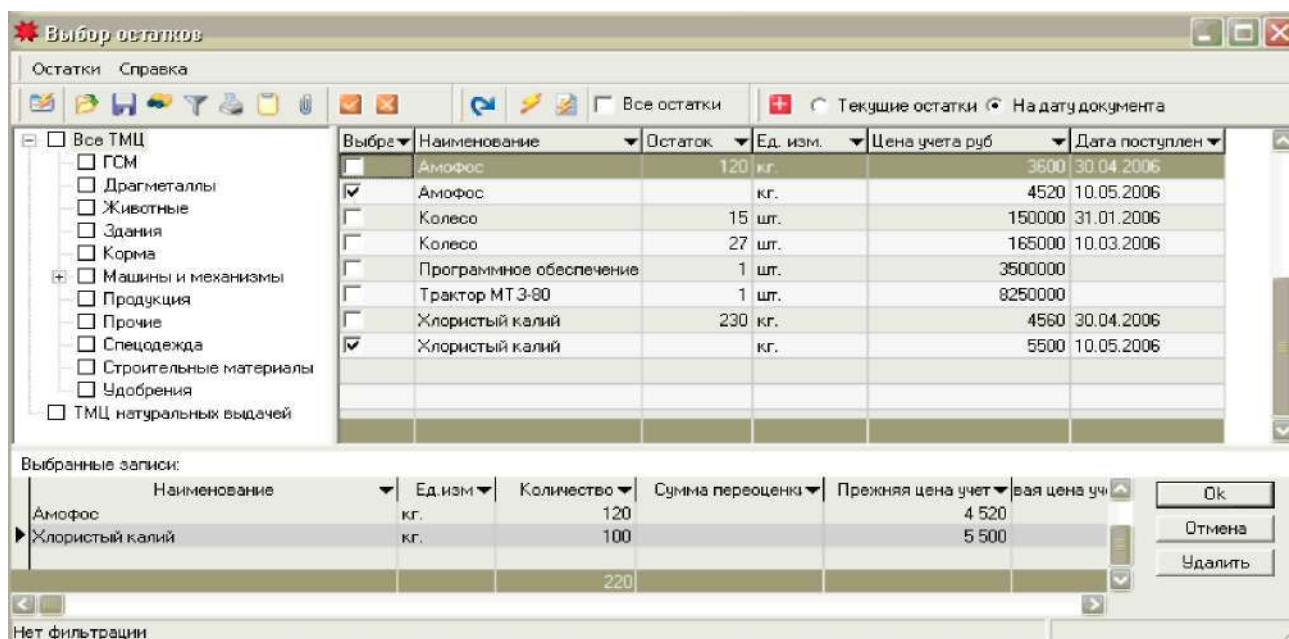 Выбор остатков
Остатки Справка
Все остатки Текущие остатки На дату документа
Все ТМЦ
ГСМ
Драгметаллы
Животные
Здания
Корма
Машины и механизмы
Продукция
Прочие
Спецодежда
Строительные материалы
Удобрения
ТМЦ натуральных выдачей
Выбра Наименование Остаток Ед. изм. Цена учета руб Дата поступлен
Амофос 120 кг. 3600 30.04.2006
Амофос кг. 4520 10.05.2006
Колесо 15 шт. 150000 31.01.2006
Колесо 27 шт. 165000 10.03.2006
Программное обеспечение 1 шт. 3500000
Трактор МТЗ-80 1 шт. 8250000
Хлористый калий 230 кг. 4560 30.04.2006
Хлористый калий кг. 5500 10.05.2006
Выбранные записи:
Наименование Ед.изм Количество Сумма переоценки Прежняя цена учет вая цена уч
Амофос кг. 120 4 520
Хлористый калий кг. 100 5 500
220
Ok
Отмена
Удалить
Нет фильтрации